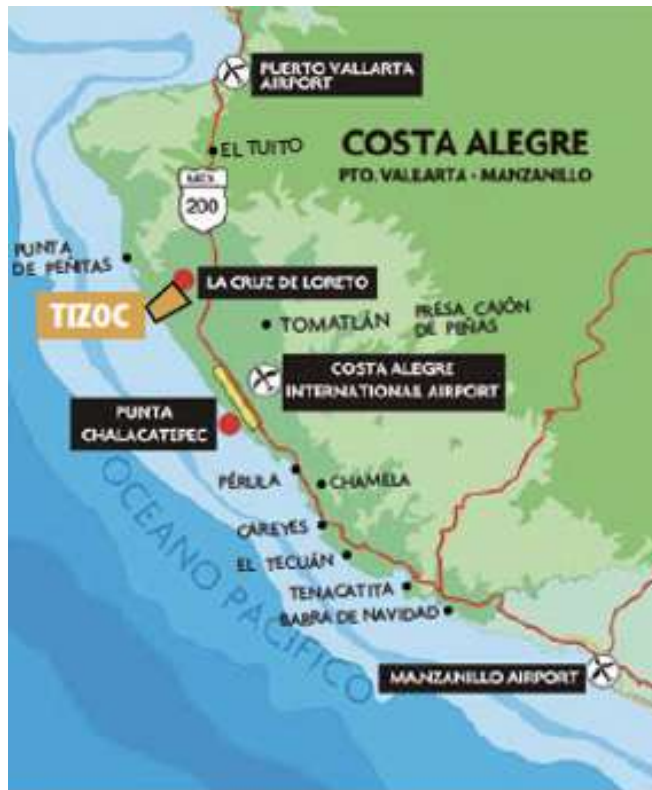 PUERTO VALLARTA
AIRPORT
EL TUITO
COSTA ALEGRE
PTO. VALLARTA - MANZANILLO
MEX
200
PUNTA
DE PEÑITAS
LA CRUZ DE LORETO
TIZOC
TOMATLÁN
PRESA CAJÓN
DE PEÑAS
COSTA ALEGRE
INTERNATIONAL AIRPORT
PUNTA
CHALACATEPEC
PÉRULA
CHAMELA
CAREYES
EL TECUÁN
TENACATITA
BARRA DE NAVIDAD
OCEANO PACIFICO
MANZANILLO AIRPORT